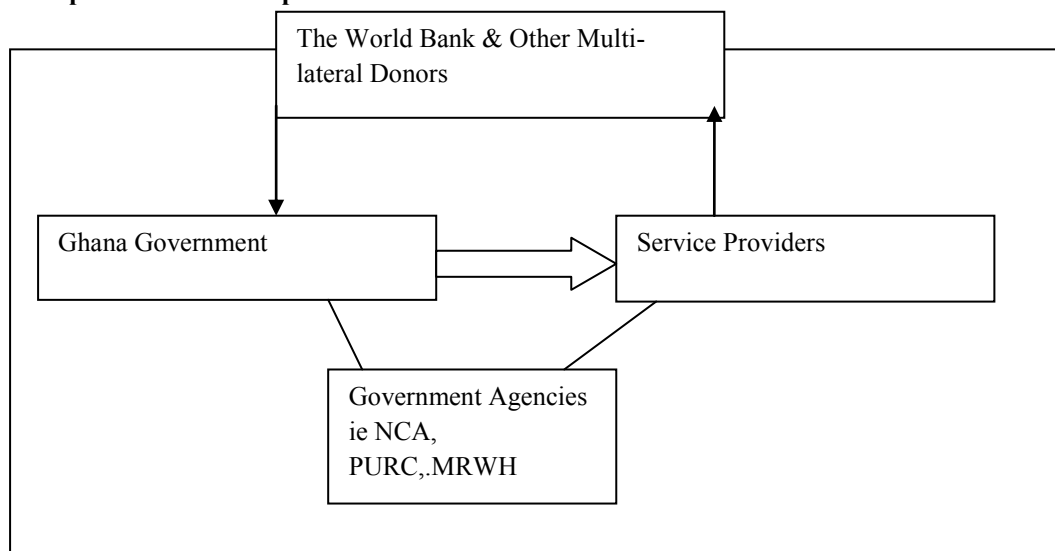 The World Bank & Other Multi-
lateral Donors
Ghana Government
Service Providers
Government Agencies
ie NCA,
PURC,.MRWH